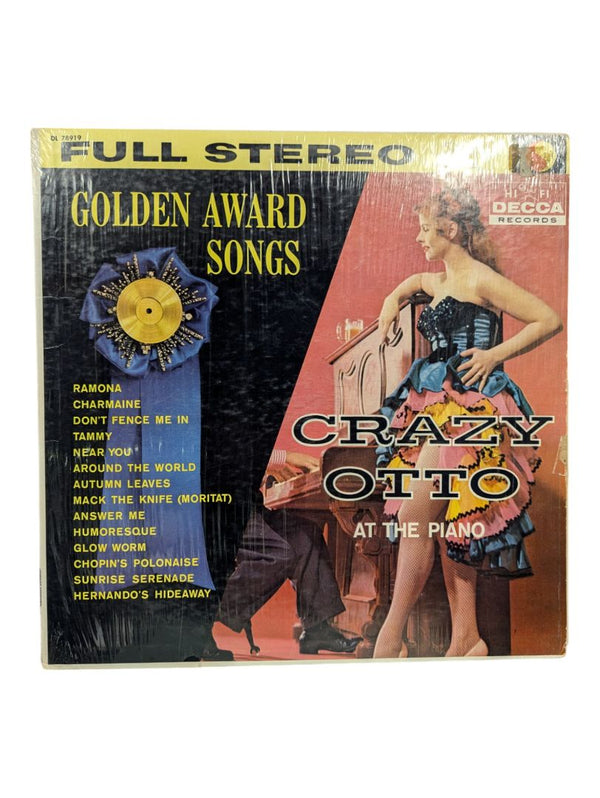 DL 78919
FULL STEREO
HI-FI
DECCA
RECORDS
GOLDEN AWARD
SONGS
RAMONA
CHARMAINE
DON'T FENCE ME IN
TAMMY
NEAR YOU
AROUND THE WORLD
AUTUMN LEAVES
MACK THE KNIFE (MORITAT)
ANSWER ME
HUMORESQUE
GLOW WORM
CHOPIN'S POLONAISE
SUNRISE SERENADE
HERNANDO'S HIDEAWAY
CRAZY
OTTO
AT THE PIANO